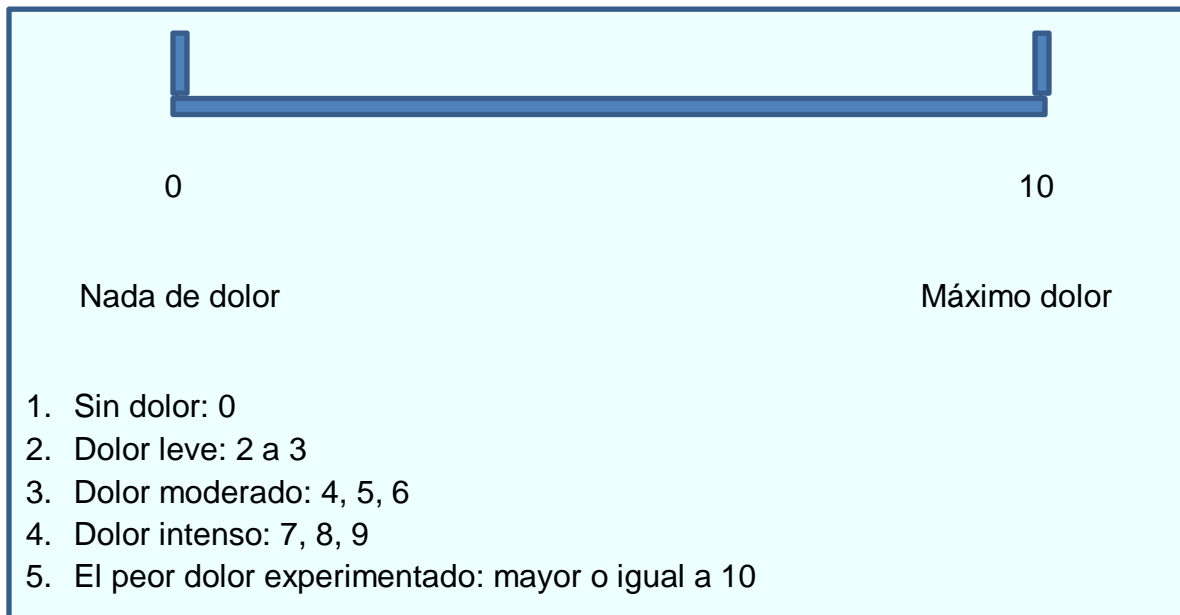 0 10
Nada de dolor Máximo dolor
1. Sin dolor: 0
2. Dolor leve: 2 a 3
3. Dolor moderado: 4, 5, 6
4. Dolor intenso: 7, 8, 9
5. El peor dolor experimentado: mayor o igual a 10